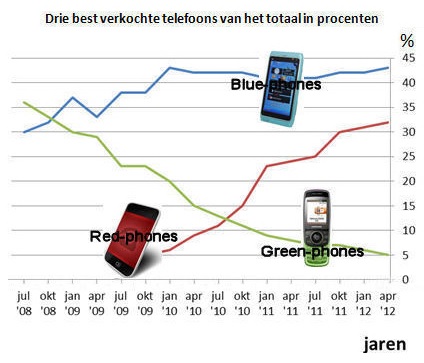 Drie best verkochte telefoons van het totaal in procenten
%
45
40
35
30
25
20
15
10
5
0
Blue-phones
Red-phones
Green-phones
jul okt jan apr jul okt jan apr jul okt jan apr jul okt jan apr
'08 '08 '09 '09 '09 '09 '10 '10 '10 '10 '11 '11 '11 '11 '12 '12
jaren